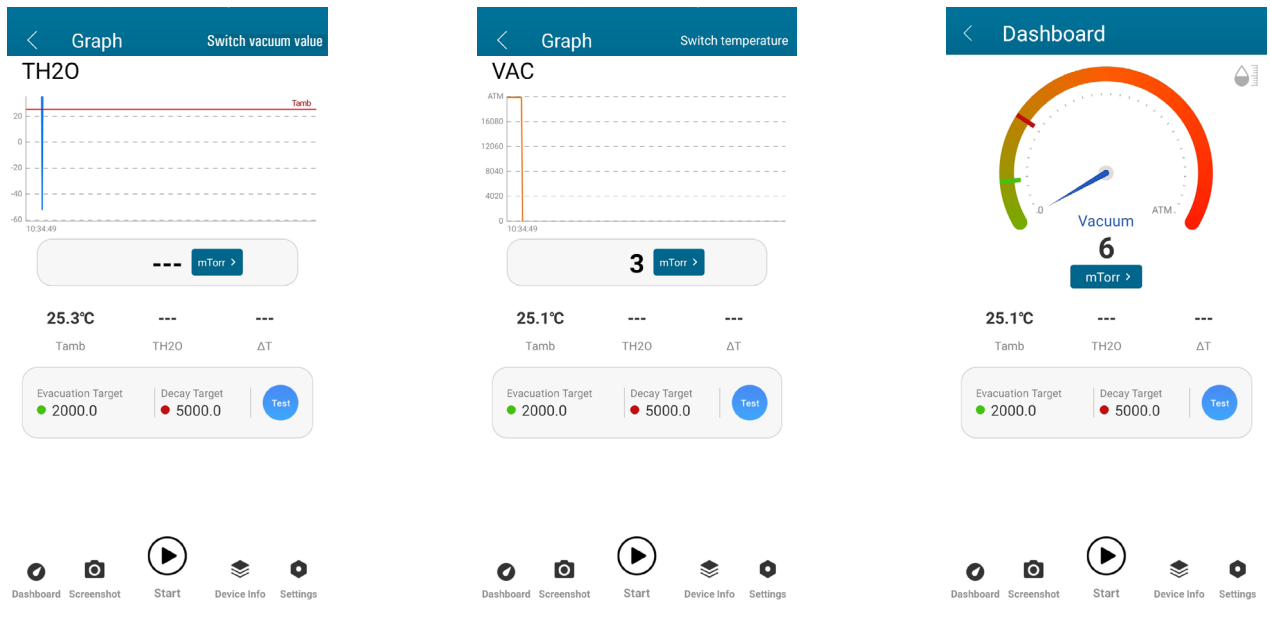 Graph Switch vacuum value
TH2O
Tamb
20
0
-20
-40
-60
10:34:49
--- mTorr >
25.3℃ --- ---
Tamb TH2O ΔT
Evacuation Target Decay Target
2000.0 5000.0 Test
Dashboard Screenshot Start Device Info Settings
Graph Switch temperature
VAC
ATM
16080
12060
8040
4020
0
10:34:49
3 mTorr >
25.1℃ --- ---
Tamb TH2O ΔT
Evacuation Target Decay Target
2000.0 5000.0 Test
Dashboard Screenshot Start Device Info Settings
Dashboard
0 ATM
Vacuum
6
mTorr >
25.1℃ --- ---
Tamb TH2O ΔT
Evacuation Target Decay Target
2000.0 5000.0 Test
Dashboard Screenshot Start Device Info Settings